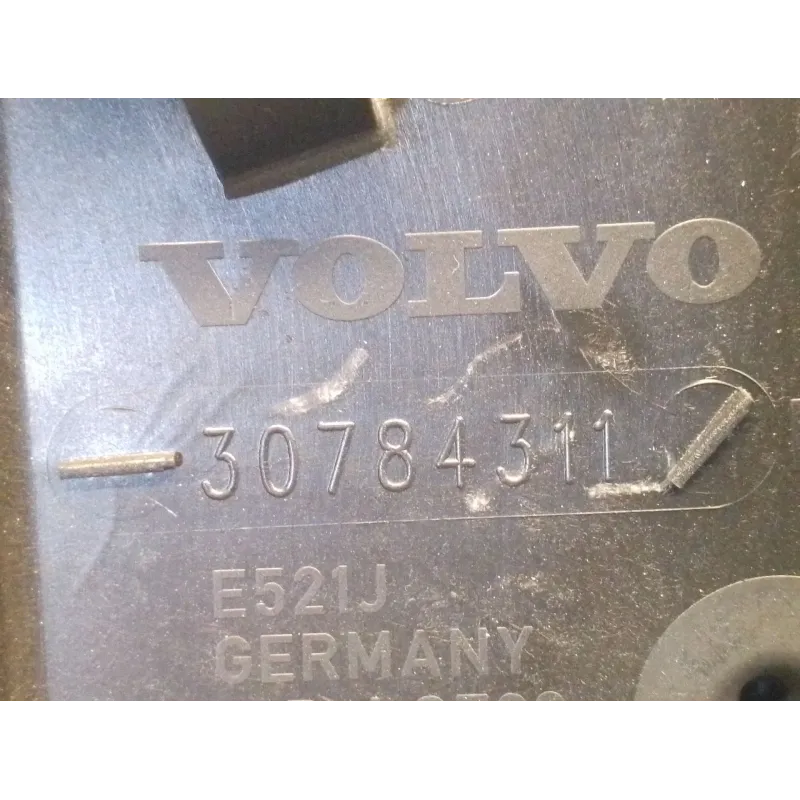 VOLVO
30784311
E521J
GERMANY